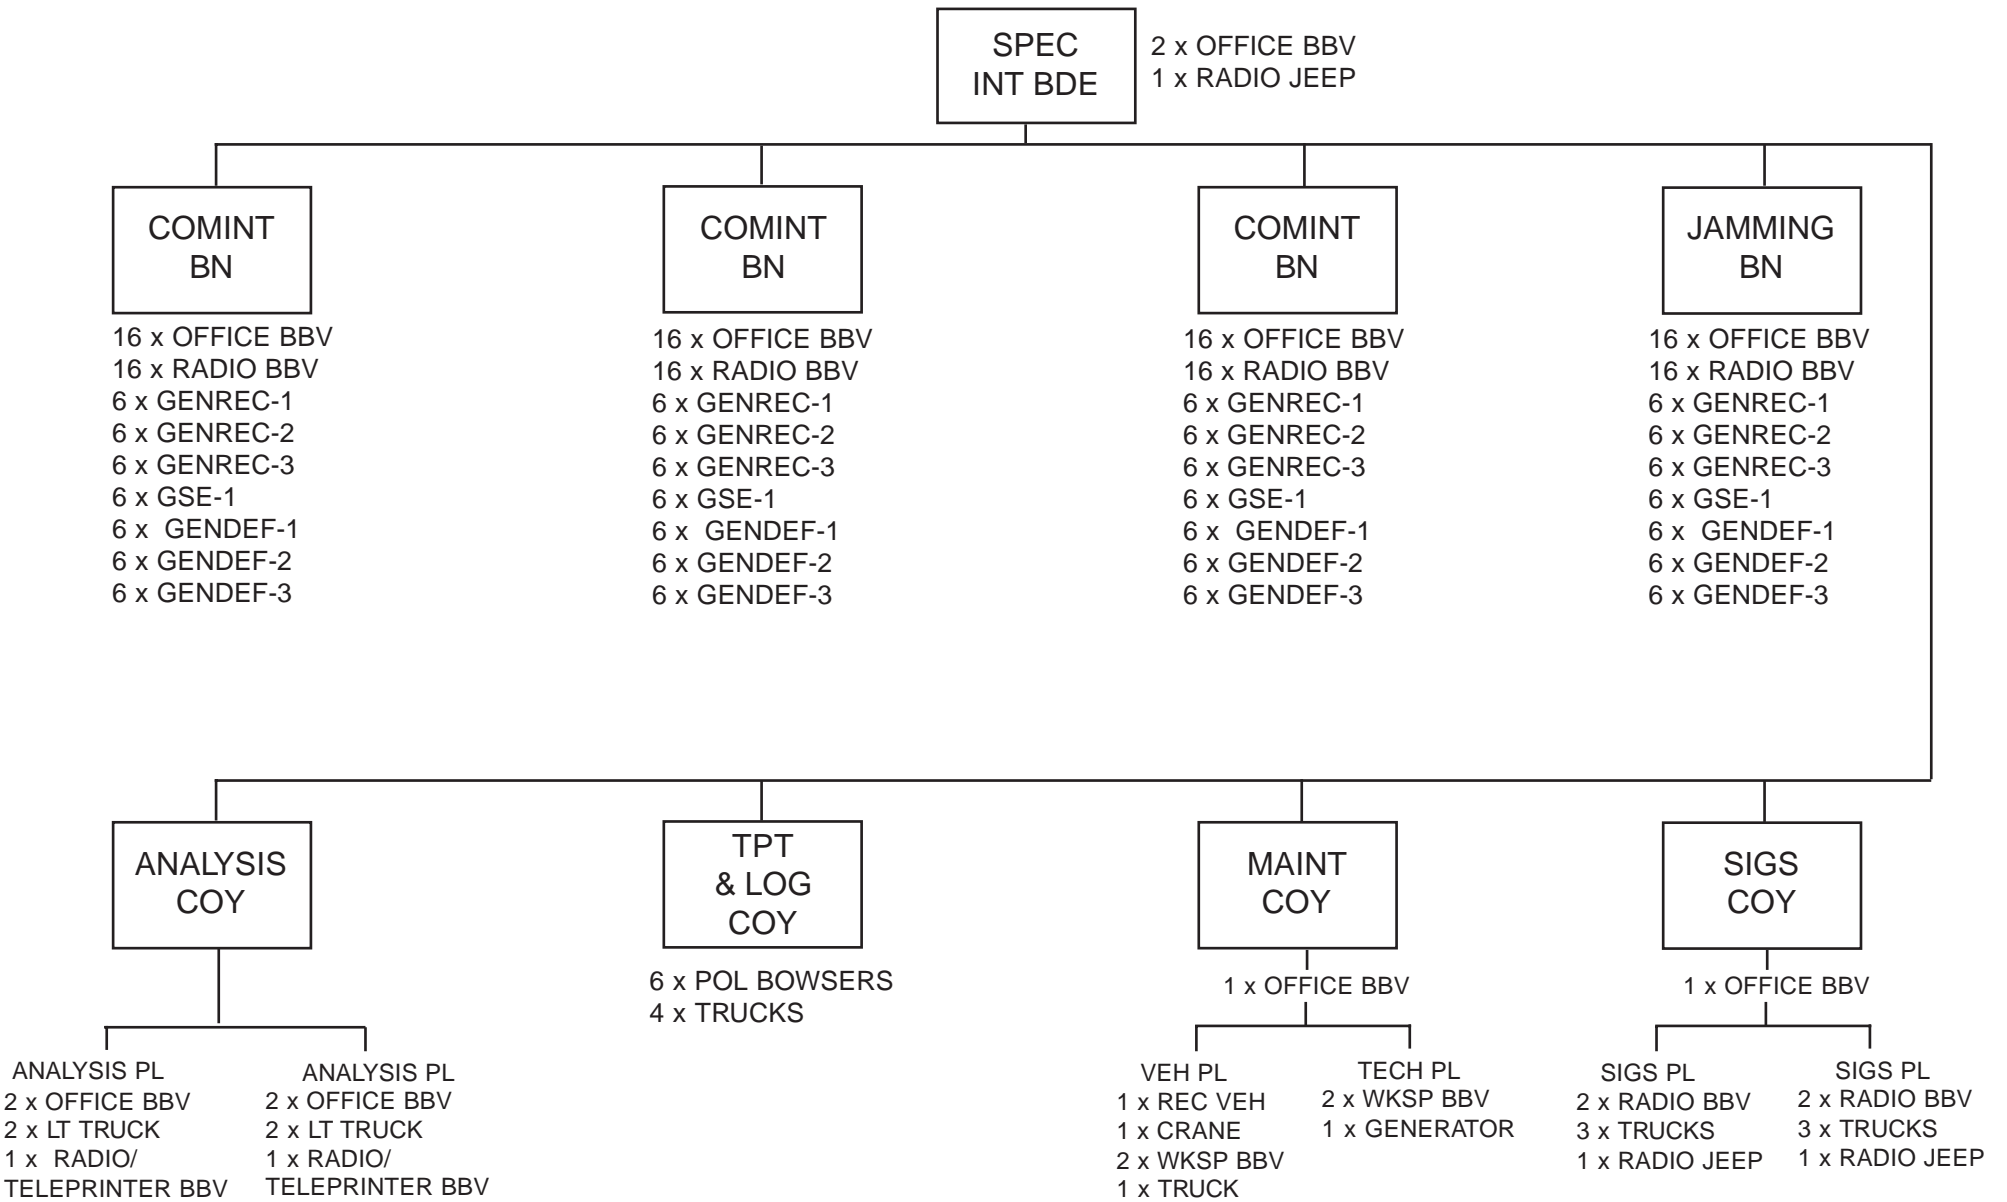 SPEC
INT BDE
2 x OFFICE BBV
1 x RADIO JEEP
COMINT
BN
16 x OFFICE BBV
16 x RADIO BBV
6 x GENREC-1
6 x GENREC-2
6 x GENREC-3
6 x GSE-1
6 x GENDEF-1
6 x GENDEF-2
6 x GENDEF-3
COMINT
BN
16 x OFFICE BBV
16 x RADIO BBV
6 x GENREC-1
6 x GENREC-2
6 x GENREC-3
6 x GSE-1
6 x GENDEF-1
6 x GENDEF-2
6 x GENDEF-3
COMINT
BN
16 x OFFICE BBV
16 x RADIO BBV
6 x GENREC-1
6 x GENREC-2
6 x GENREC-3
6 x GSE-1
6 x GENDEF-1
6 x GENDEF-2
6 x GENDEF-3
JAMMING
BN
16 x OFFICE BBV
16 x RADIO BBV
6 x GENREC-1
6 x GENREC-2
6 x GENREC-3
6 x GSE-1
6 x GENDEF-1
6 x GENDEF-2
6 x GENDEF-3
ANALYSIS
COY
ANALYSIS PL
2 x OFFICE BBV
2 x LT TRUCK
1 x RADIO/
TELEPRINTER BBV
ANALYSIS PL
2 x OFFICE BBV
2 x LT TRUCK
1 x RADIO/
TELEPRINTER BBV
TPT
& LOG
COY
6 x POL BOWSERS
4 x TRUCKS
MAINT
COY
1 x OFFICE BBV
VEH PL
1 x REC VEH
1 x CRANE
2 x WKSP BBV
1 x TRUCK
TECH PL
2 x WKSP BBV
1 x GENERATOR
SIGS
COY
1 x OFFICE BBV
SIGS PL
2 x RADIO BBV
3 x TRUCKS
1 x RADIO JEEP
SIGS PL
2 x RADIO BBV
3 x TRUCKS
1 x RADIO JEEP